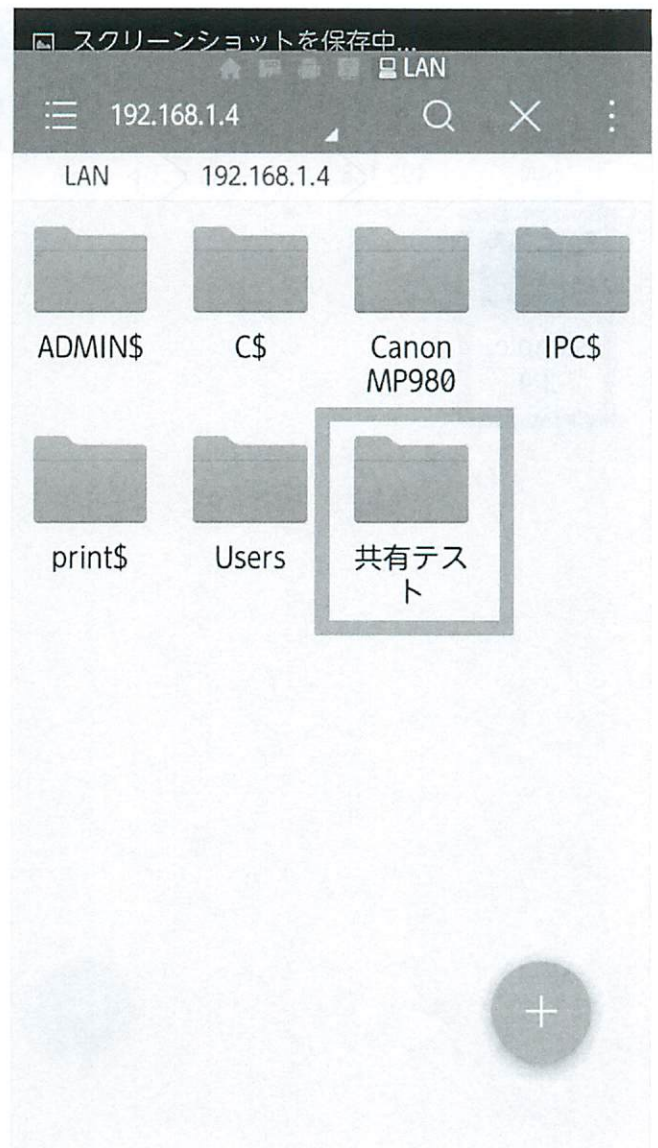 スクリーンショットを保存中...
LAN
192.168.1.4
LAN 192.168.1.4
ADMIN$ C$ Canon MP980 IPC$
print$ Users 共有テスト